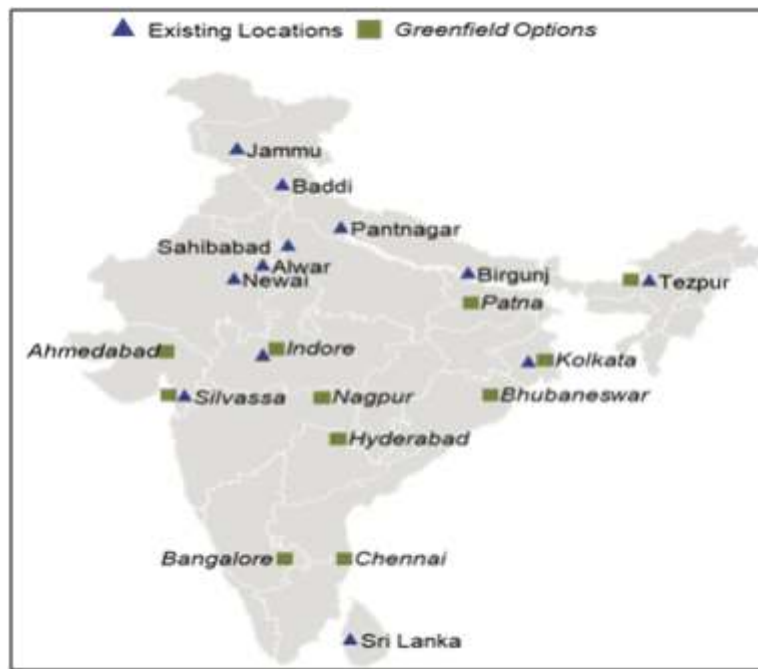 Existing Locations
Greenfield Options
Jammu
Baddi
Pantnagar
Sahibabad
Alwar
Newai
Birgunj
Tezpur
Patna
Ahmedabad
Indore
Kolkata
Silvassa
Nagpur
Bhubaneswar
Hyderabad
Bangalore
Chennai
Sri Lanka